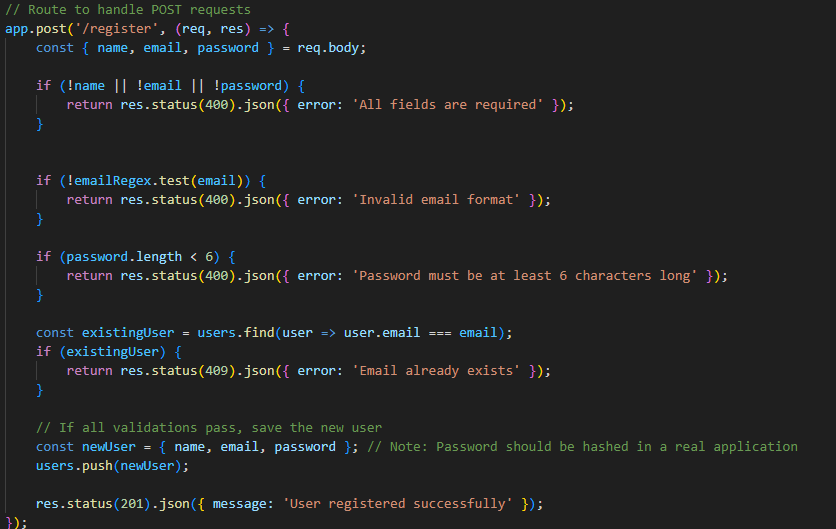 // Route to handle POST requests
app.post('/register', (req, res) => {
    const { name, email, password } = req.body;

    if (!name || !email || !password) {
        return res.status(400).json({ error: 'All fields are required' });
    }


    if (!emailRegex.test(email)) {
        return res.status(400).json({ error: 'Invalid email format' });
    }

    if (password.length < 6) {
        return res.status(400).json({ error: 'Password must be at least 6 characters long' });
    }

    const existingUser = users.find(user => user.email === email);
    if (existingUser) {
        return res.status(409).json({ error: 'Email already exists' });
    }

    // If all validations pass, save the new user
    const newUser = { name, email, password }; // Note: Password should be hashed in a real application
    users.push(newUser);

    res.status(201).json({ message: 'User registered successfully' });
});